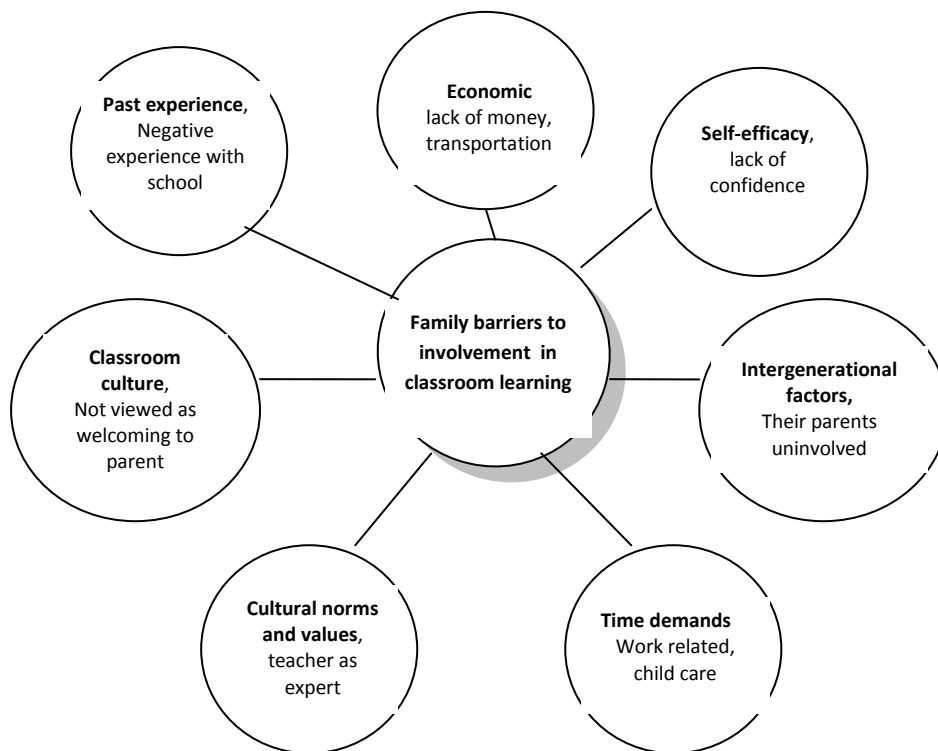 Economic
lack of money,
transportation
Self-efficacy,
lack of
confidence
Intergenerational
factors,
Their parents
uninvolved
Time demands
Work related,
child care
Cultural norms
and values,
teacher as
expert
Classroom
culture,
Not viewed as
welcoming to
parent
Past experience,
Negative
experience with
school
Family barriers to
involvement in
classroom learning